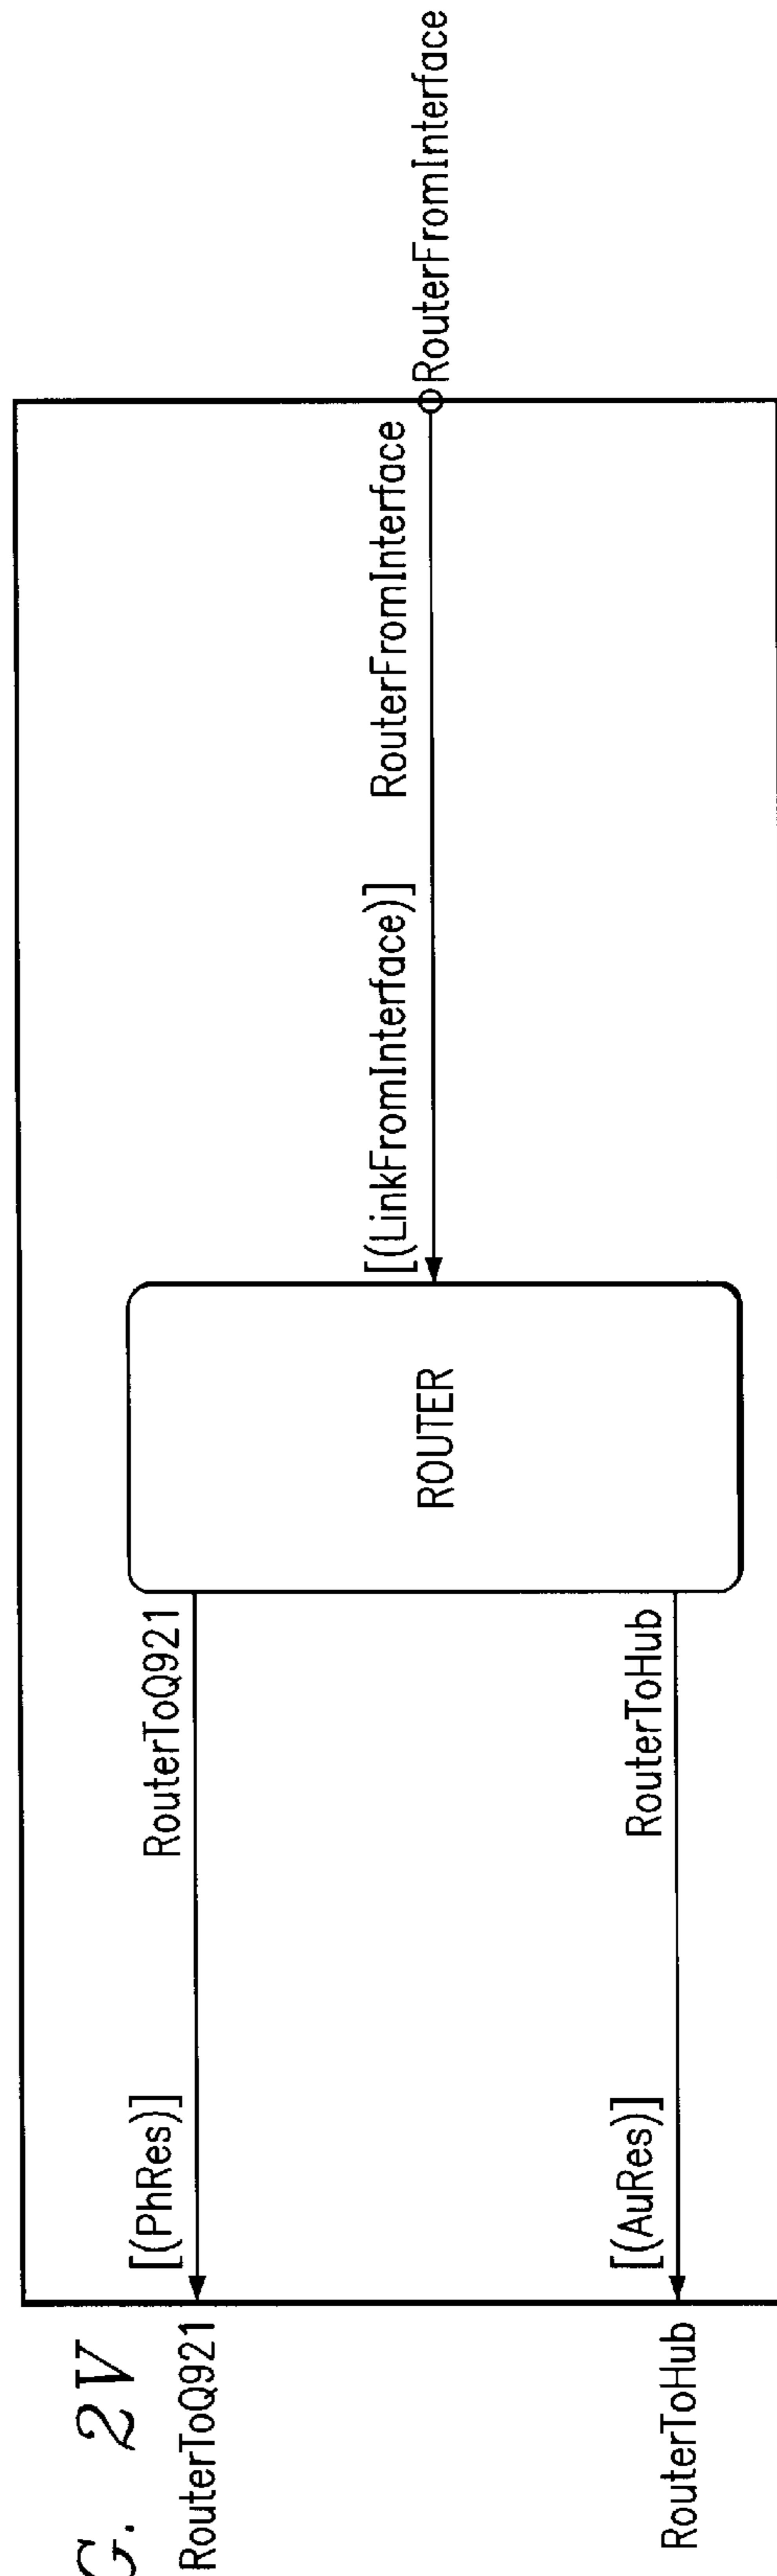 G. 2V
RouterToQ921
[(PhRes)]
RouterToQ921
RouterToHub
[(AuRes)]
RouterToHub
ROUTER
[(LinkFromInterface)]
RouterFromInterface
RouterFromInterface